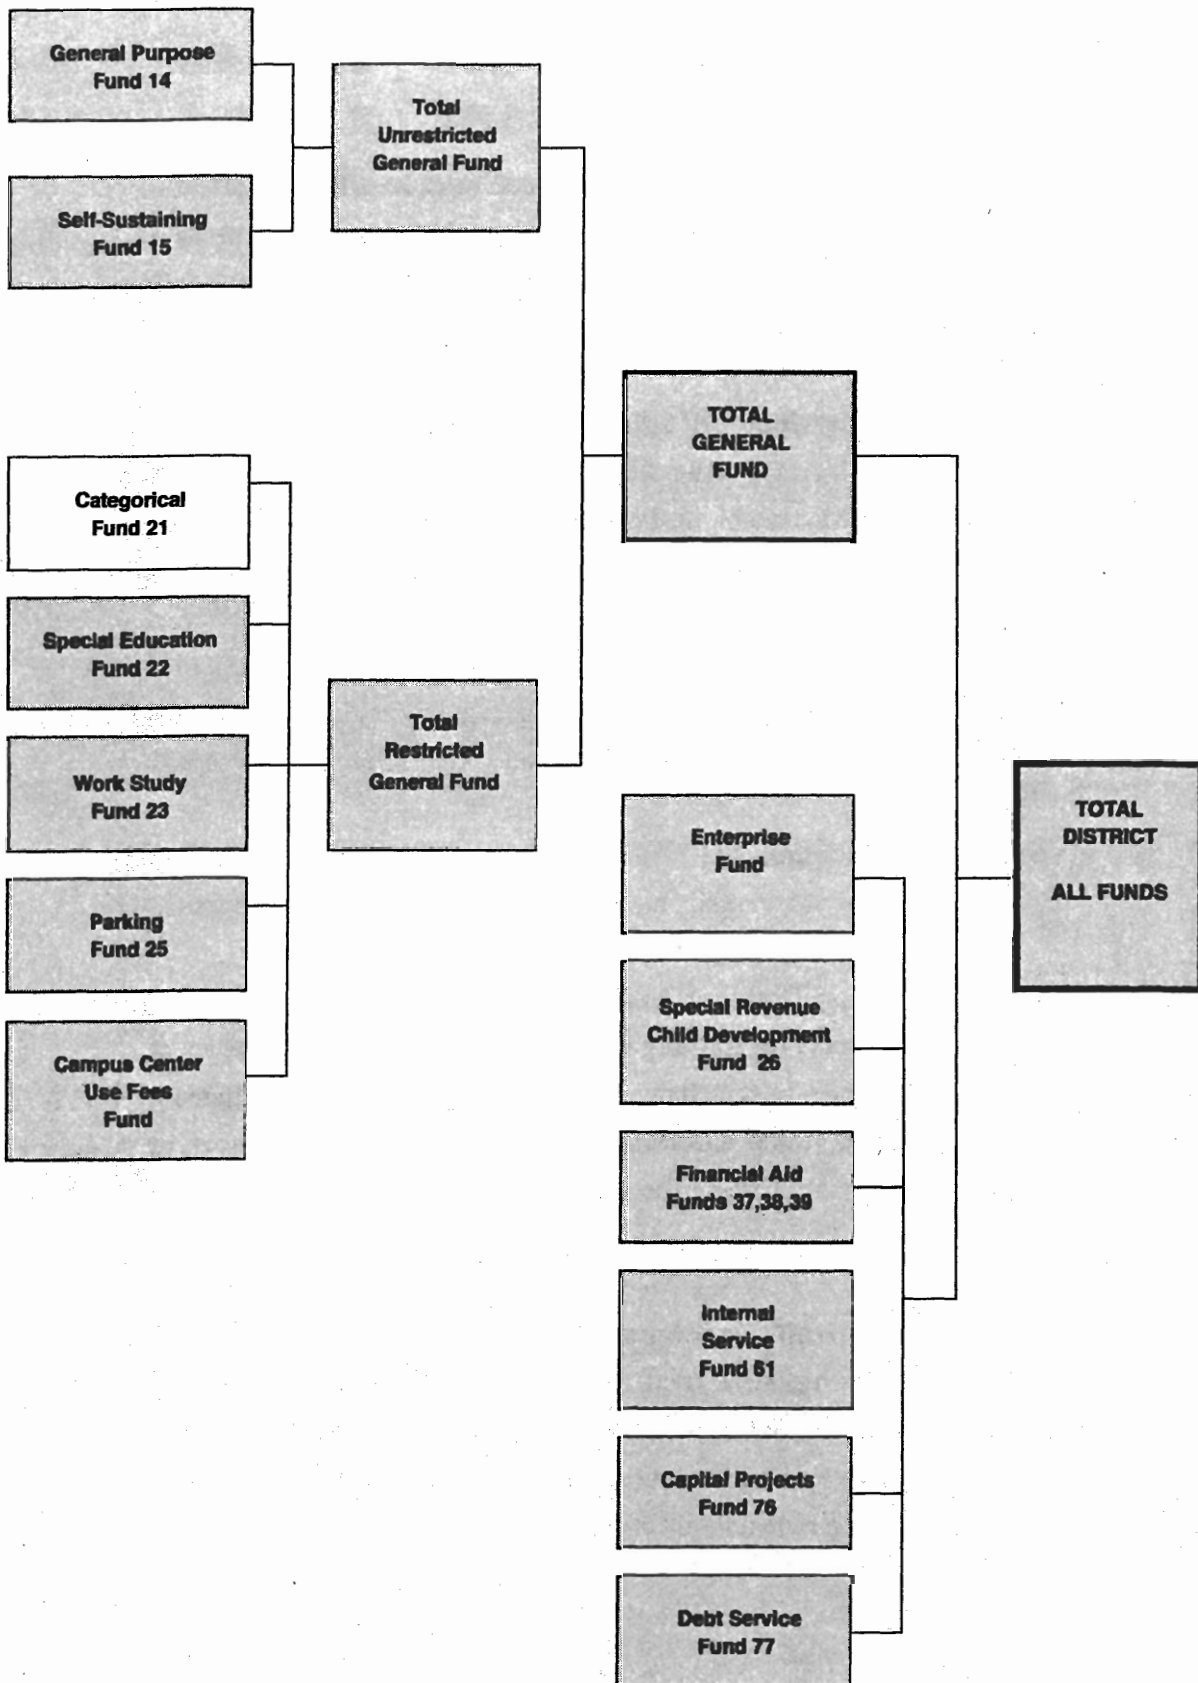 General Purpose
Fund 14
Total
Unrestricted
General Fund
Self-Sustaining
Fund 15
TOTAL
GENERAL
FUND
Categorical
Fund 21
Special Education
Fund 22
Total
Restricted
General Fund
Work Study
Fund 23
Parking
Fund 25
Campus Center
Use Fees
Fund
Enterprise
Fund
TOTAL
DISTRICT
ALL FUNDS
Special Revenue
Child Development
Fund 26
Financial Aid
Funds 37,38,39
Internal
Service
Fund 61
Capital Projects
Fund 76
Debt Service
Fund 77